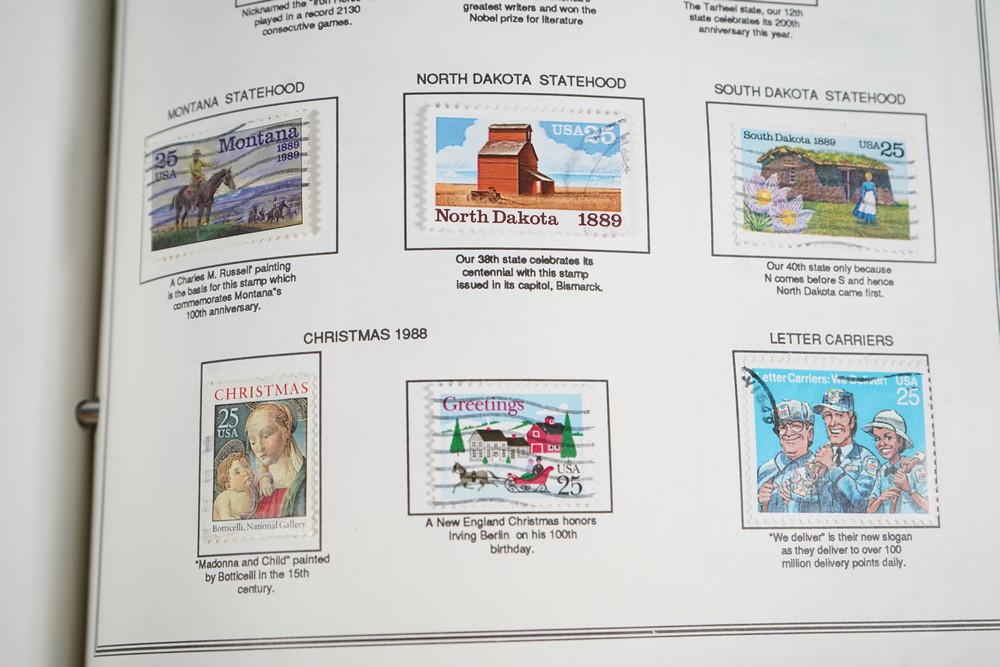 Nicknamed the "Iron Horse
played in a record 2130
consecutive games.
greatest writers and won the
Nobel prize for literature
The Tarheel state, our 12th
state celebrates its 200th
anniversary this year.
MONTANA STATEHOOD
25
USA
Montana
1889
1989
A Charles M. Russell painting
is the basis for this stamp which
commemorates Montana"s
100th anniversary.
NORTH DAKOTA STATEHOOD
USA25
North Dakota 1889
Our 38th state celebrates its
centennial with this stamp
issued in its capitol, Bismarck.
SOUTH DAKOTA STATEHOOD
South Dakota 1889
USA25
Our 40th state only because
N comes before S and hence
North Dakota came first.
CHRISTMAS 1988
CHRISTMAS
25
USA
Botticelli, National Gallery
"Madonna and Child" painted
by Botticelli in the 15th
century.
Greetings
USA
25
A New England Christmas honors
Irving Berlin on his 100th
birthday.
LETTER CARRIERS
Letter Carriers: We Deliver! USA
25
"We deliver" is their new slogan
as they deliver to over 100
million delivery points daily.